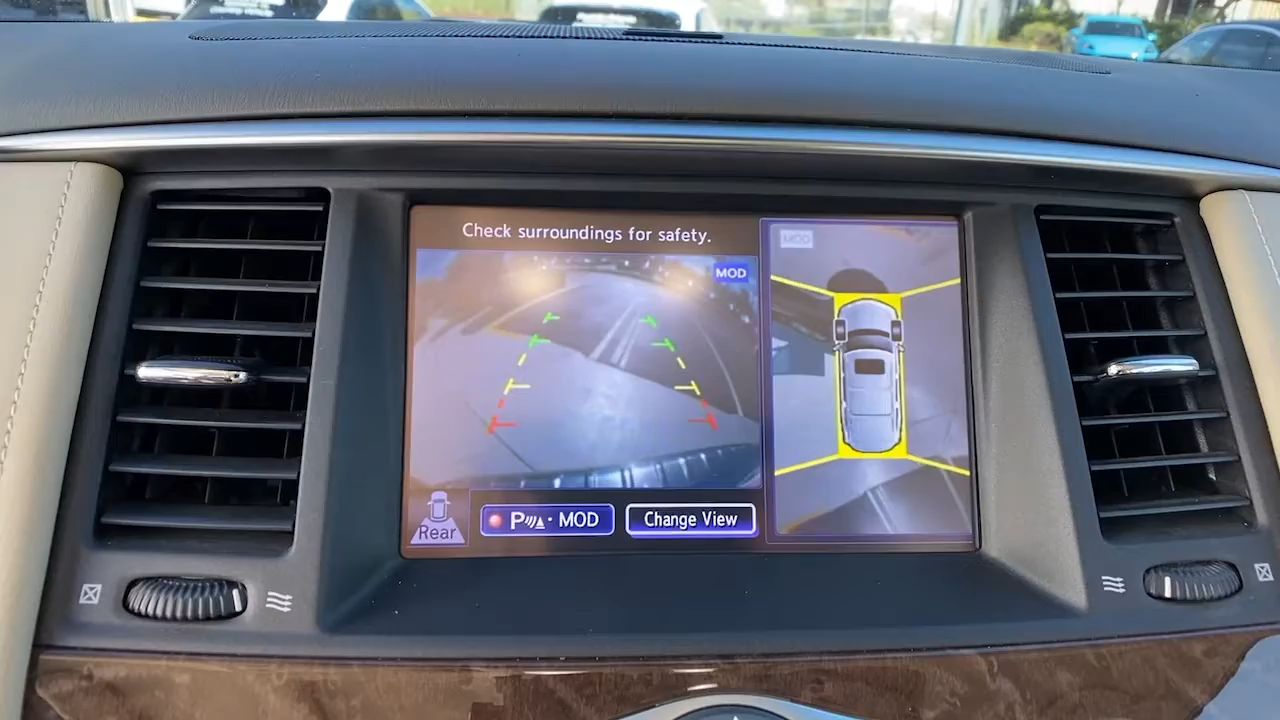 Check surroundings for safety.
MOD
MOD
Rear
P · MOD
Change View